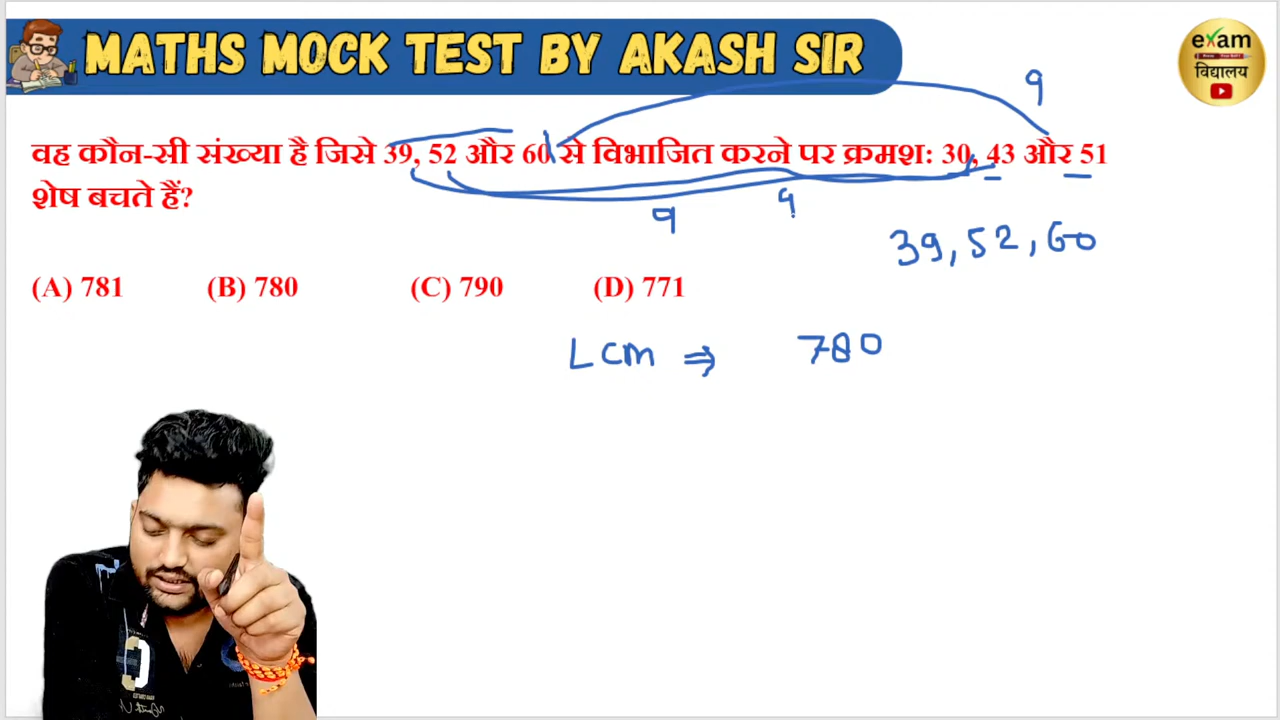 MATHS MOCK TEST BY AKASH SIR
exam
विद्यालय
9
वह कौन-सी संख्या है जिसे 39, 52 और 60 से विभाजित करने पर क्रमश: 30, 43 और 51
शेष बचते हैं?
9
9
39, 52, 60
(A) 781 (B) 780 (C) 790 (D) 771
LCM ⇒ 780